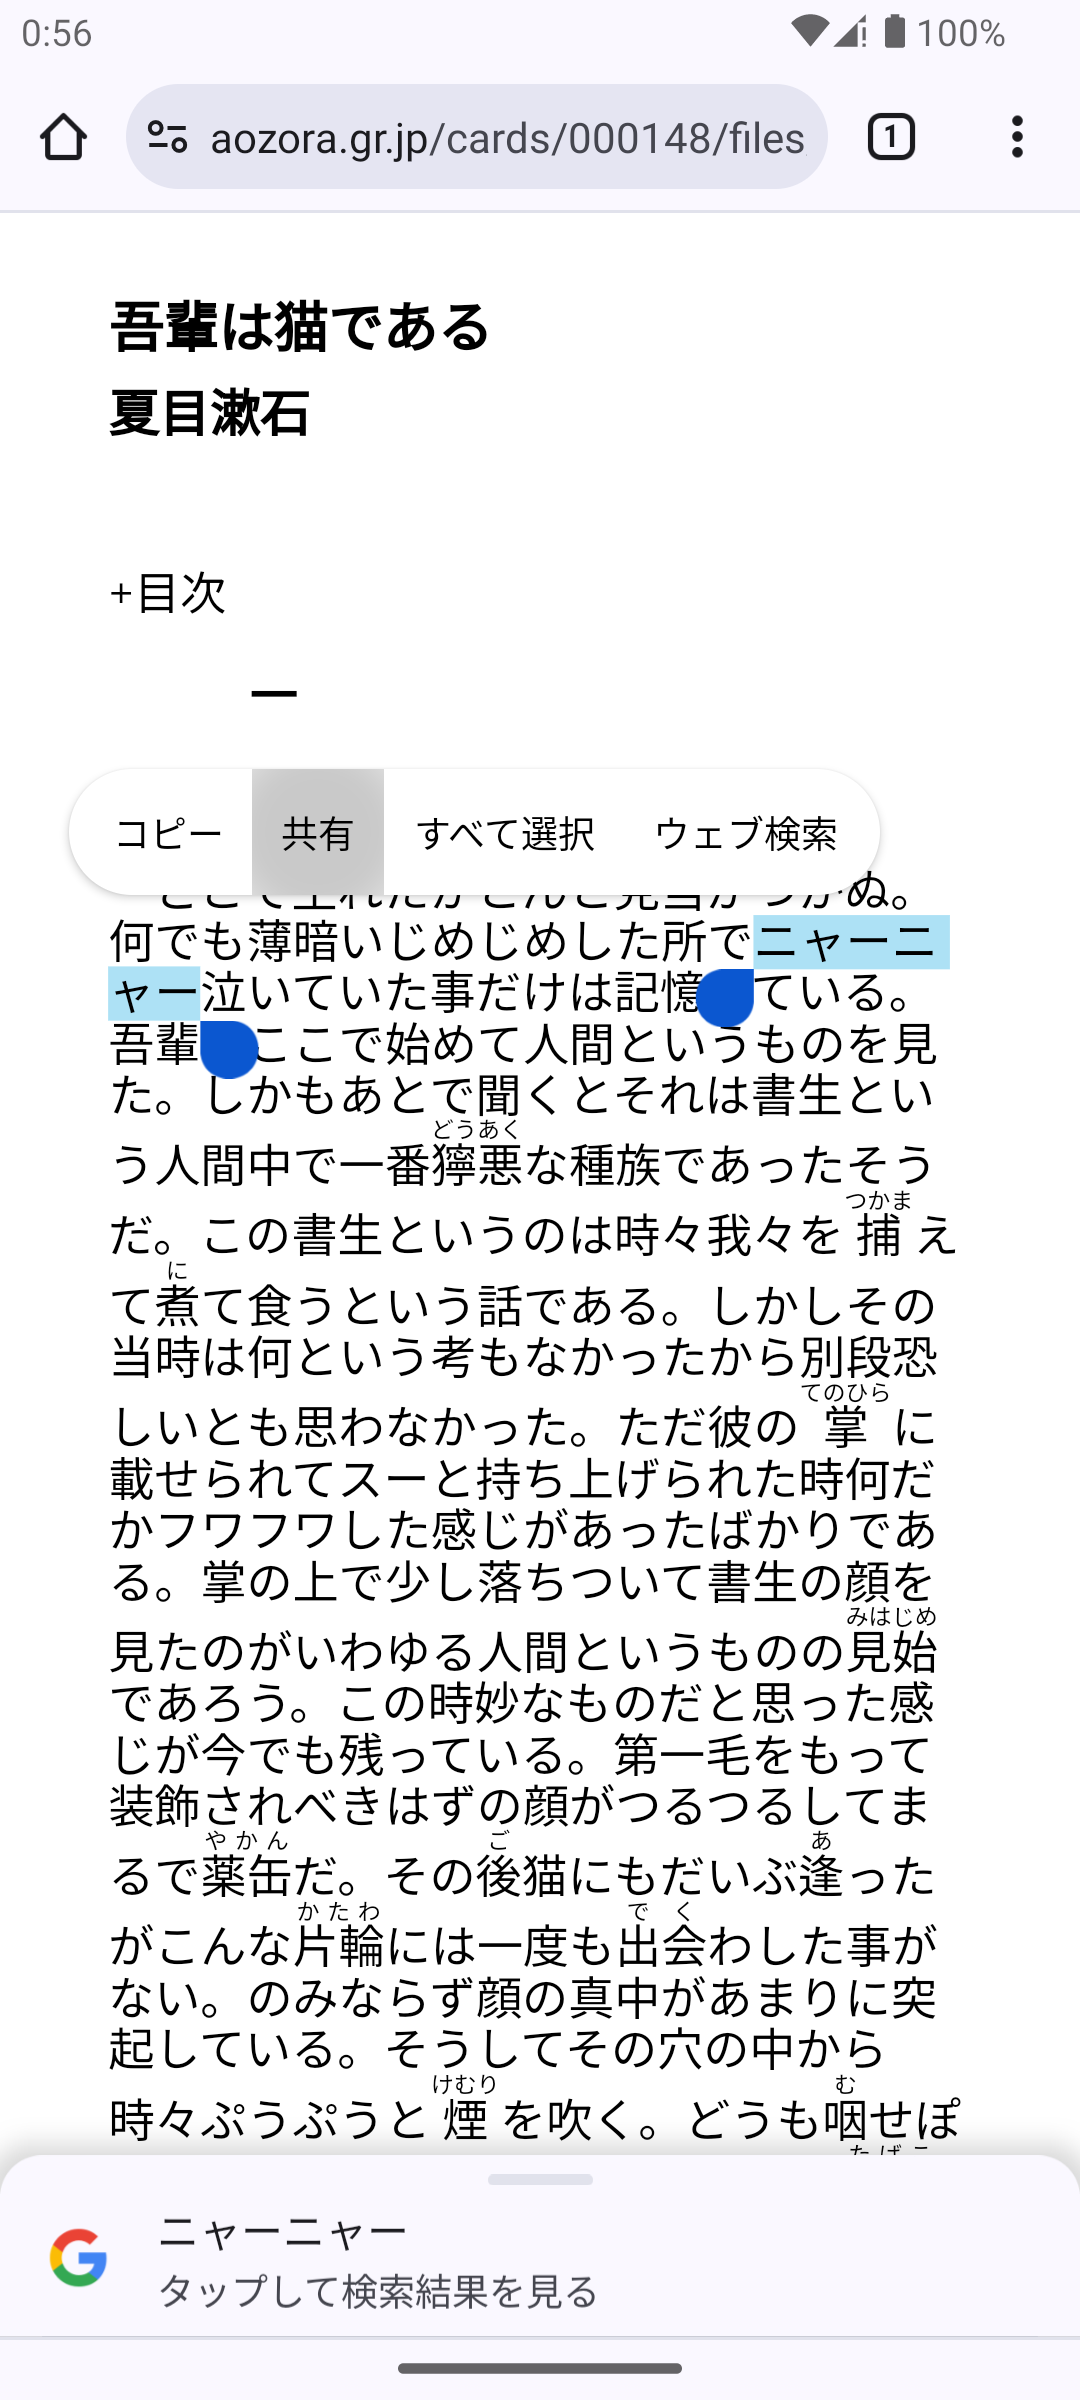 0:56
100%
aozora.gr.jp/cards/000148/files
1
吾輩は猫である
夏目漱石
+目次
一
コピー 共有 すべて選択 ウェブ検索
ぬ。
何でも薄暗いじめじめした所でニャーニ
ャー泣いていた事だけは記憶ている。
吾輩ここで始めて人間というものを見
た。しかもあとで聞くとそれは書生とい
どうあく
う人間中で一番獰悪な種族であったそう
つかま
だ。この書生というのは時々我々を捕え
に
て煮て食うという話である。しかしその
当時は何という考もなかったから別段恐
てのひら
しいとも思わなかった。ただ彼の掌に
載せられてスーと持ち上げられた時何だ
かフワフワした感じがあったばかりであ
る。掌の上で少し落ちついて書生の顔を
みはじめ
見たのがいわゆる人間というものの見始
であろう。この時妙なものだと思った感
じが今でも残っている。第一毛をもって
装飾されべきはずの顔がつるつるしてま
やかん ご あ
るで薬缶だ。その後猫にもだいぶ逢った
かたわ でく
がこんな片輪には一度も出会わした事が
ない。のみならず顔の真中があまりに突
起している。そうしてその穴の中から
けむり む
時々ぷうぷうと煙を吹く。どうも咽せぽ
ニャーニャー
タップして検索結果を見る